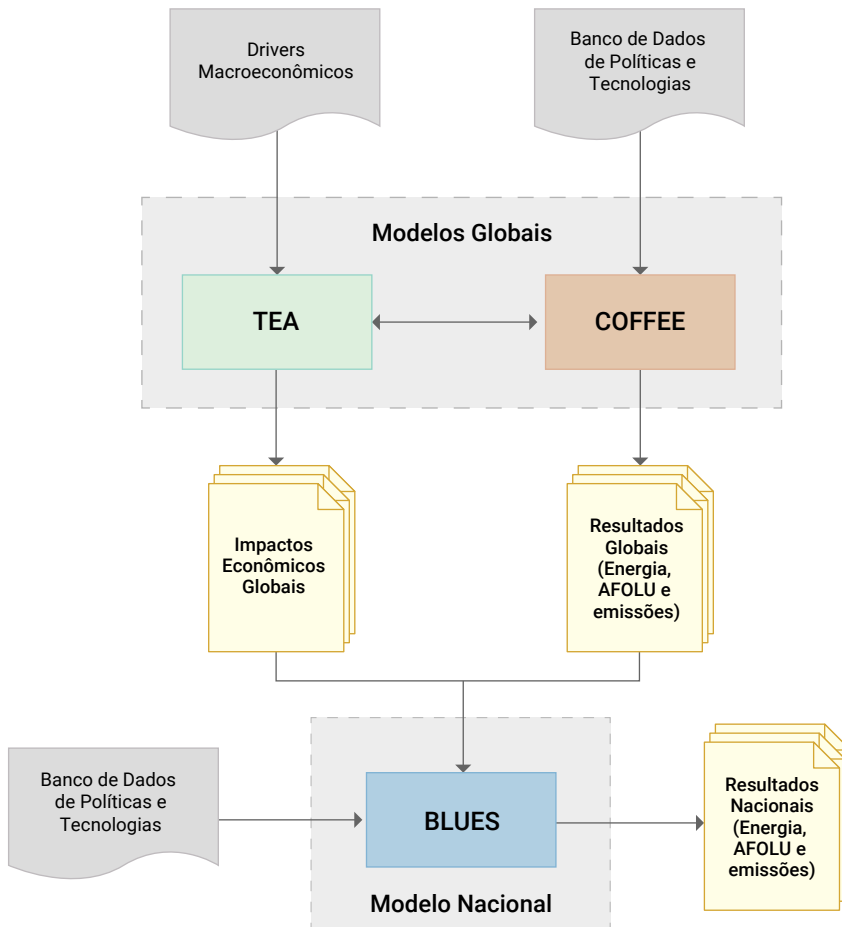 Drivers
Macroeconômicos
Banco de Dados
de Políticas e
Tecnologias
Modelos Globais
TEA
COFFEE
Impactos
Econômicos
Globais
Resultados
Globais
(Energia,
AFOLU e
emissões)
Banco de Dados
de Políticas e
Tecnologias
BLUES
Modelo Nacional
Resultados
Nacionais
(Energia,
AFOLU e
emissões)